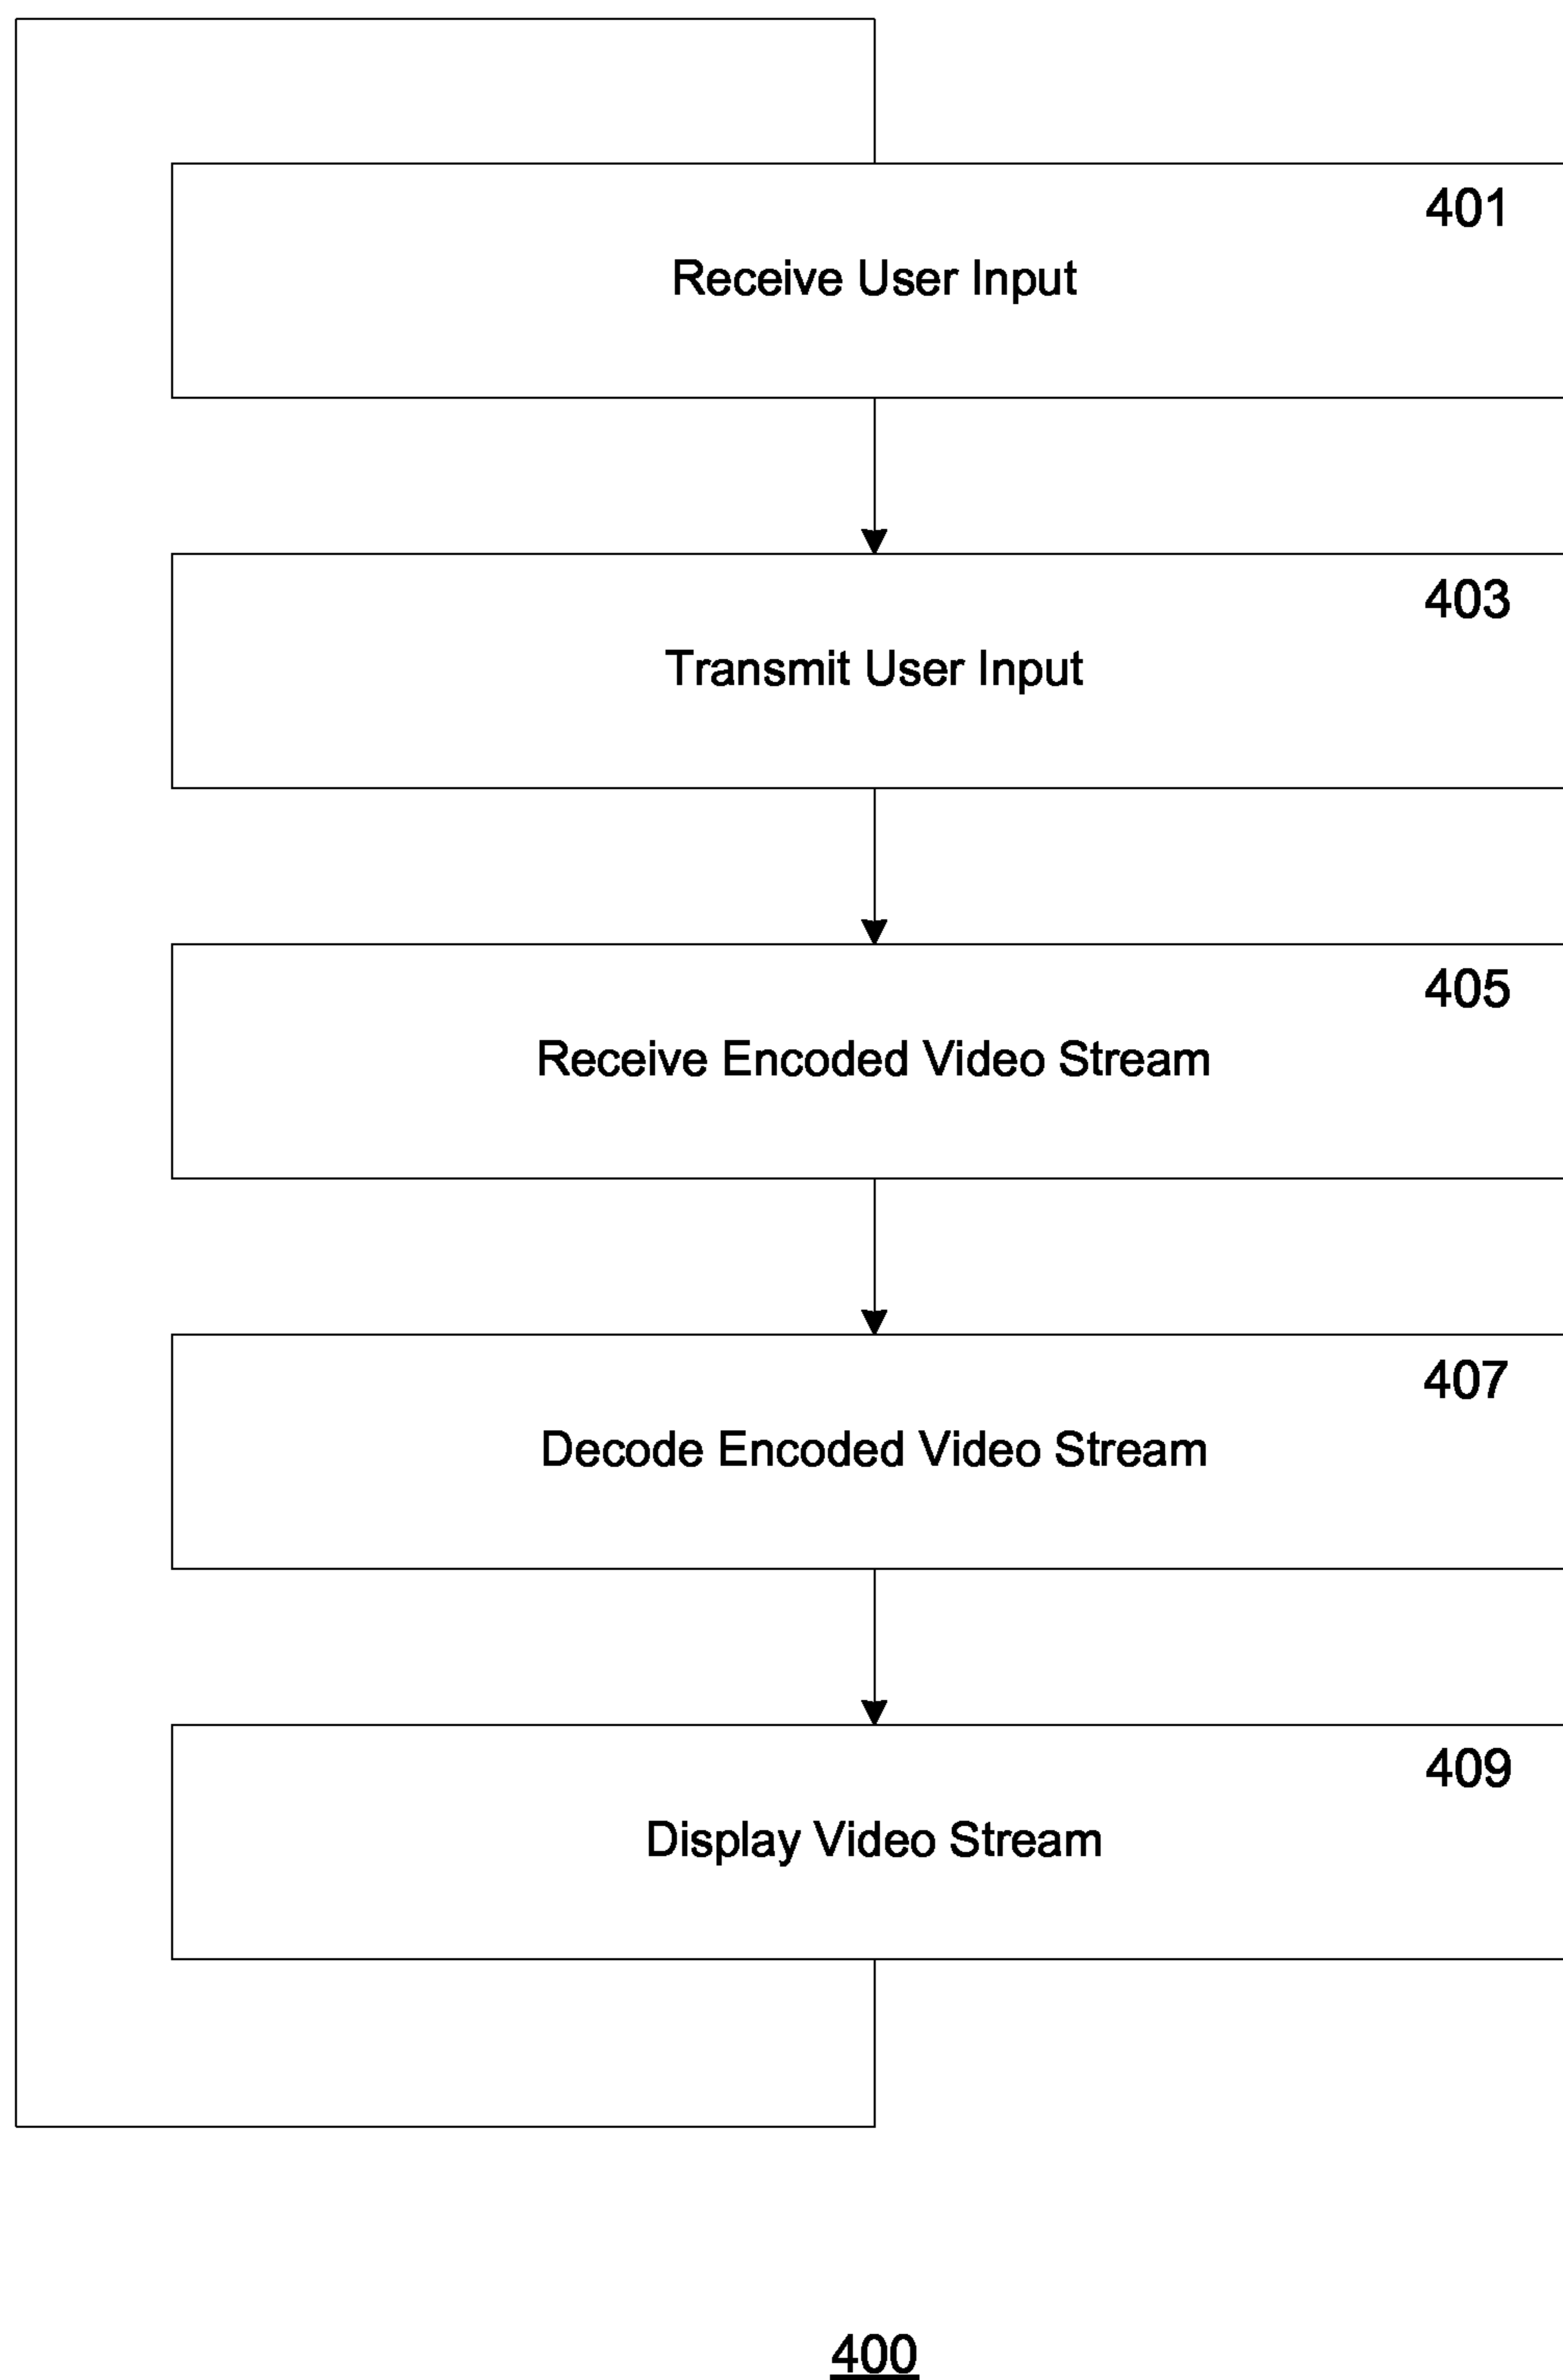 401
Receive User Input
403
Transmit User Input
405
Receive Encoded Video Stream
407
Decode Encoded Video Stream
409
Display Video Stream
400